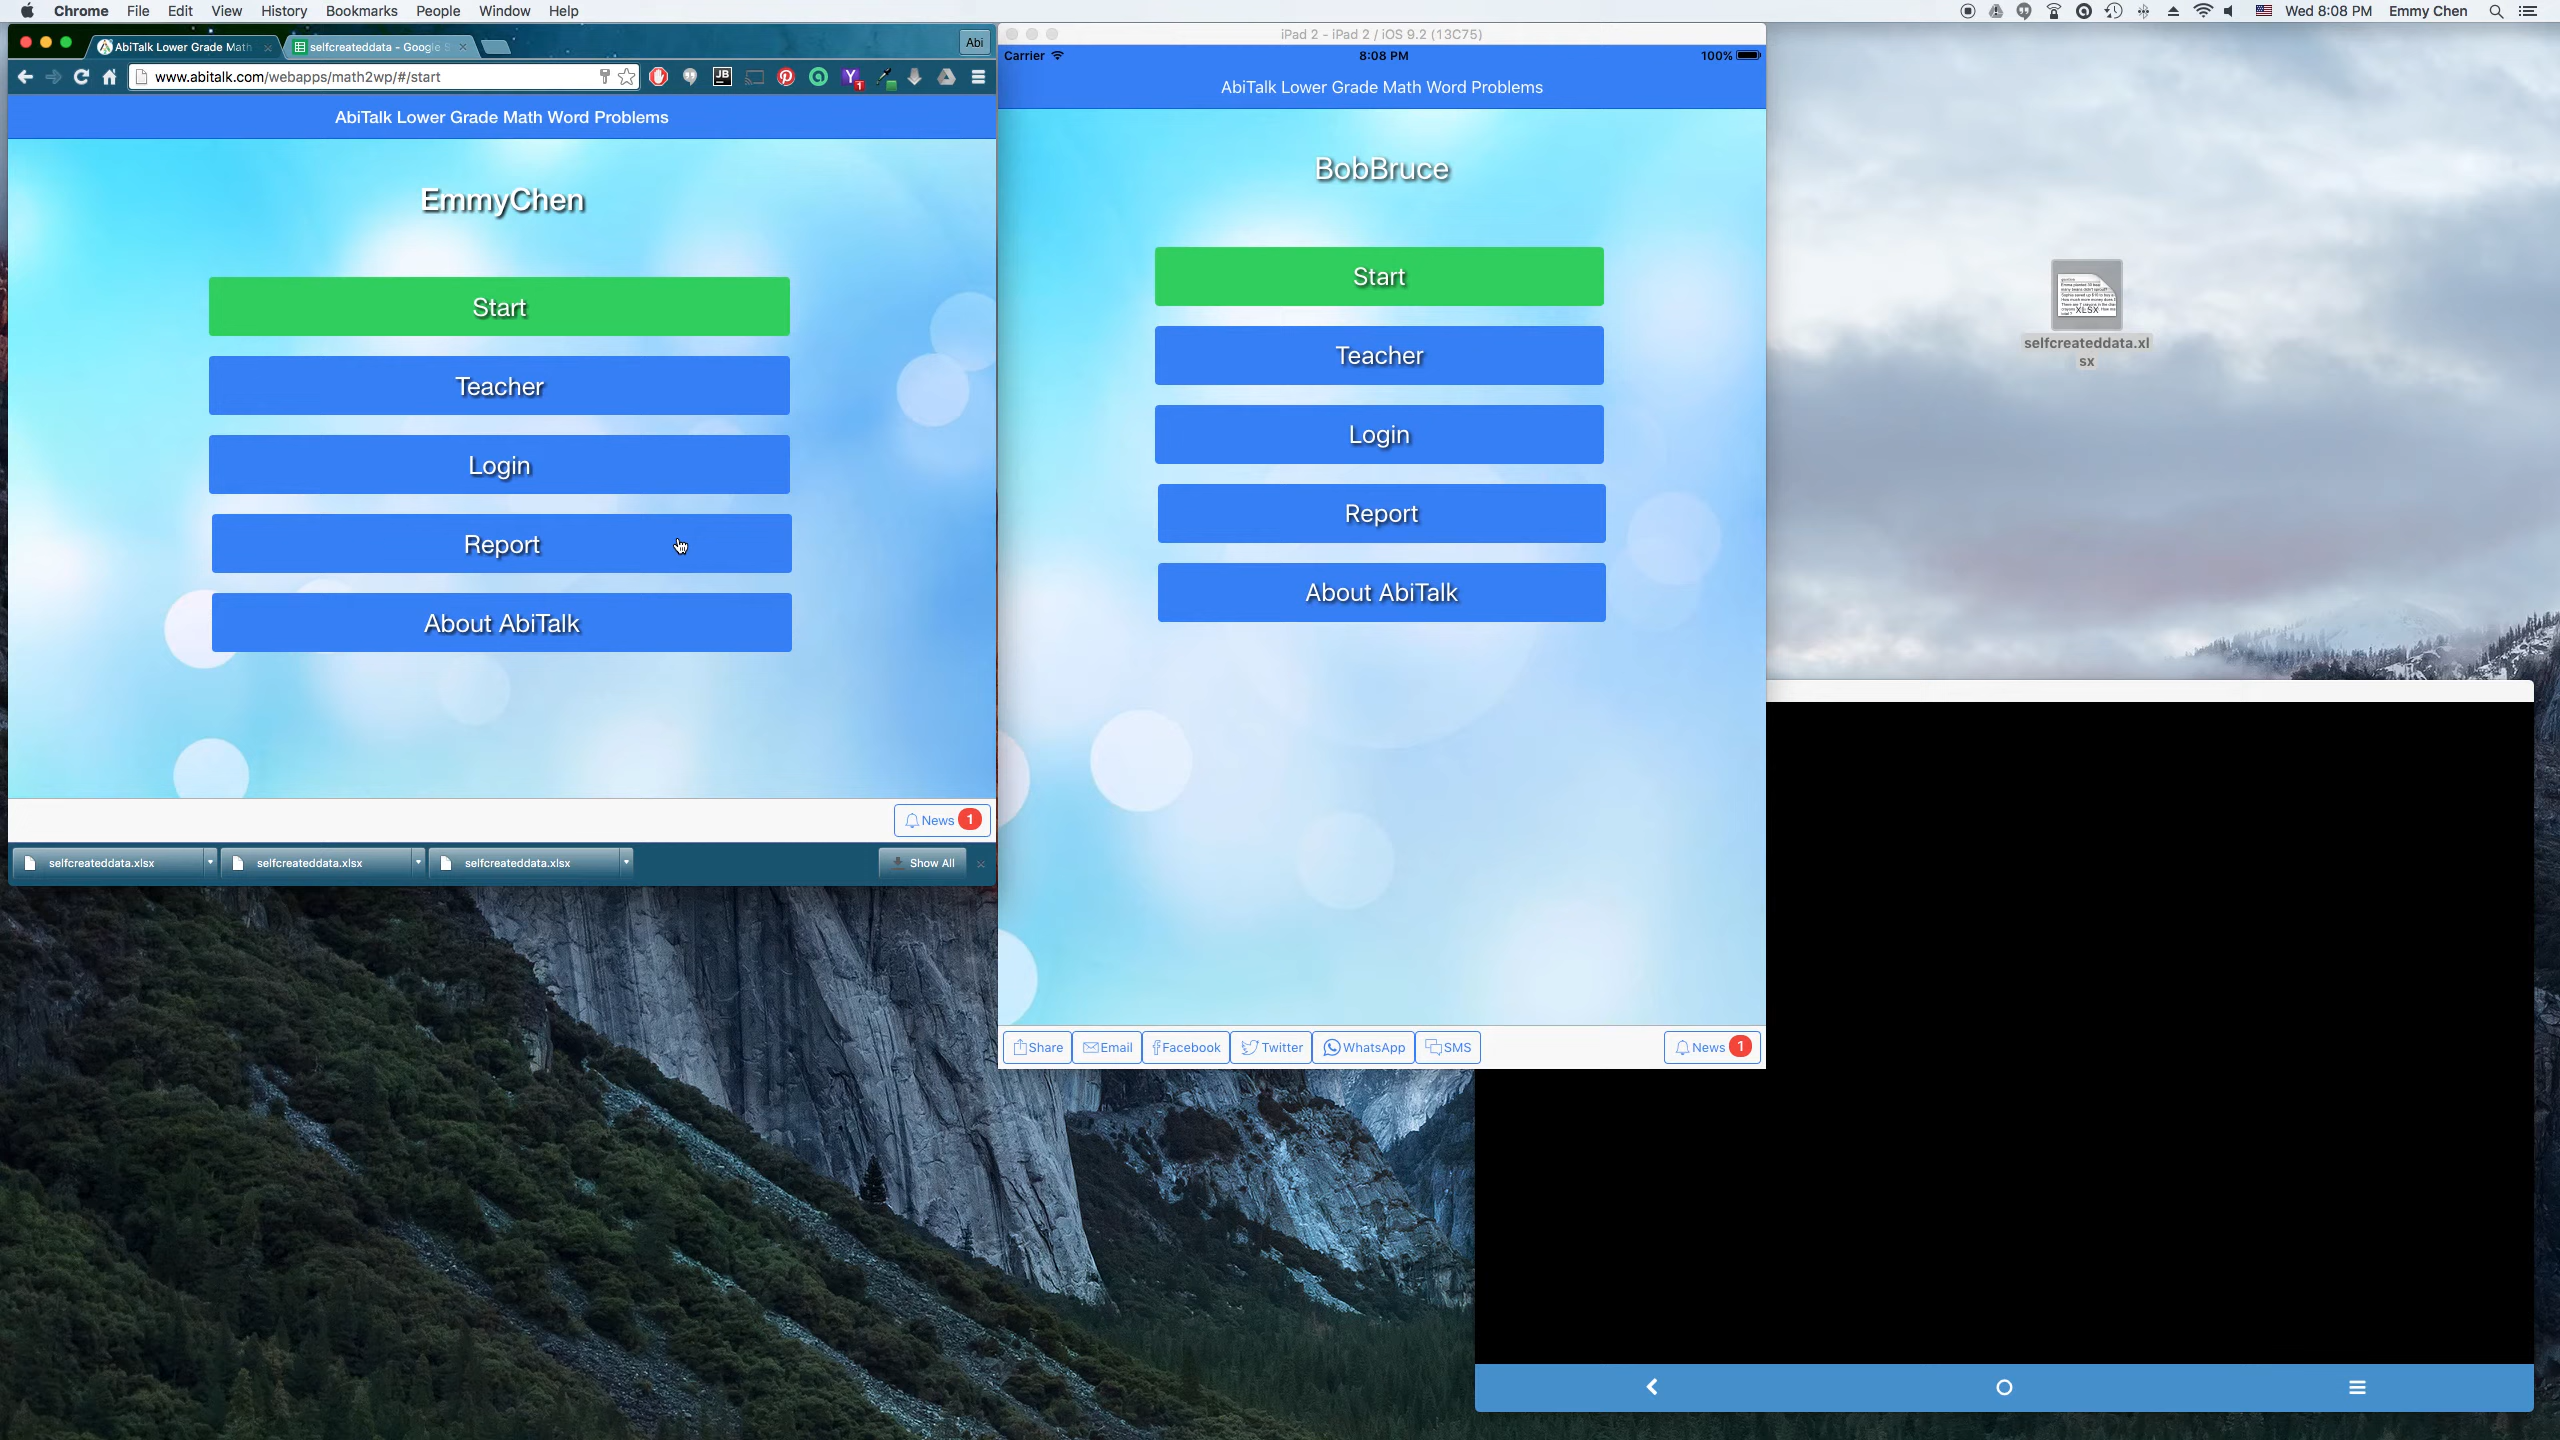 Chrome File Edit View History Bookmarks People Window Help
Wed 8:08 PM Emmy Chen
AbiTalk Lower Grade Math
selfcreateddata - Google S
Abi
www.abitalk.com/webapps/math2wp/#/start
JB
1
AbiTalk Lower Grade Math Word Problems
EmmyChen
Start
Teacher
Login
Report
About AbiTalk
News 1
selfcreateddata.xlsx
selfcreateddata.xlsx
selfcreateddata.xlsx
Show All
iPad 2 - iPad 2 / iOS 9.2 (13C75)
Carrier
8:08 PM
100%
AbiTalk Lower Grade Math Word Problems
BobBruce
Start
Teacher
Login
Report
About AbiTalk
Share
Email
Facebook
Twitter
WhatsApp
SMS
News 1
XLSX
selfcreateddata.xl
sx